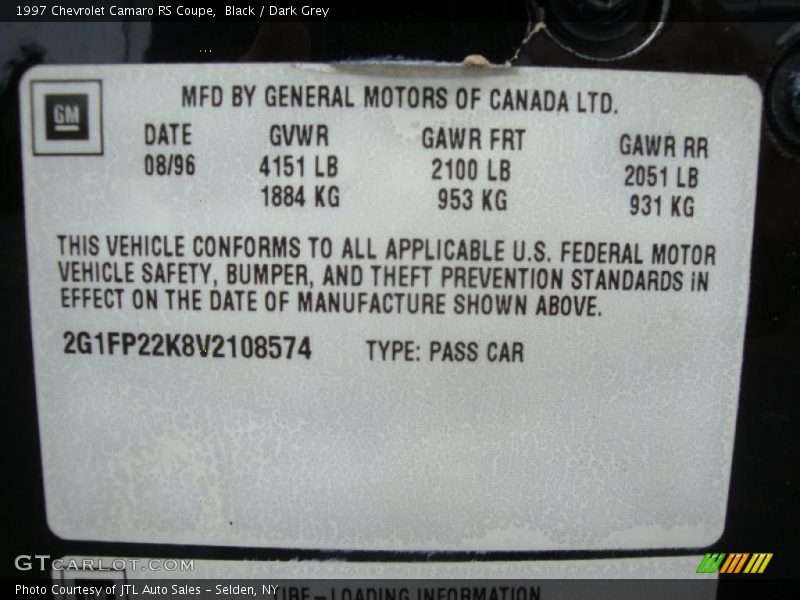 1997 Chevrolet Camaro RS Coupe,  Black / Dark Grey
MFD BY GENERAL MOTORS OF CANADA LTD.
GM
DATE GVWR GAWR FRT GAWR RR
08/96 4151 LB 2100 LB 2051 LB
1884 KG 953 KG 931 KG
THIS VEHICLE CONFORMS TO ALL APPLICABLE U.S. FEDERAL MOTOR
VEHICLE SAFETY, BUMPER, AND THEFT PREVENTION STANDARDS IN
EFFECT ON THE DATE OF MANUFACTURE SHOWN ABOVE.
2G1FP22K8V2108574 TYPE: PASS CAR
GTCARLOT.COM
Photo Courtesy of JTL Auto Sales - Selden, NY
TIRE-LOADING INFORMATION